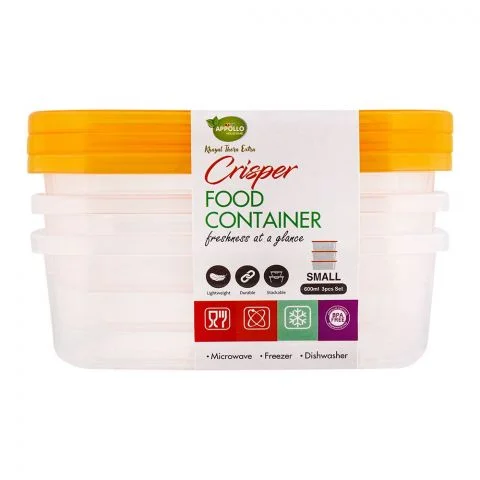 APPOLLO
Khayal Thora Extra
Crisper
FOOD
CONTAINER
freshness at a glance
Lightweight
Durable
Stackable
SMALL
600ml 3pcs Set
BPA
FREE
• Microwave • Freezer • Dishwasher